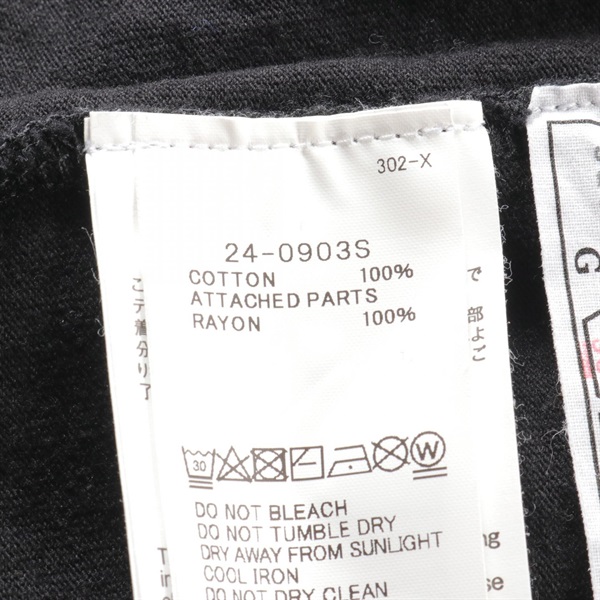 302-X
24-0903S
COTTON 100%
ATTACHED PARTS
RAYON 100%
30
W
DO NOT BLEACH
DO NOT TUMBLE DRY
DRY AWAY FROM SUNLIGHT
COOL IRON
DO NOT DRY CLEAN
G